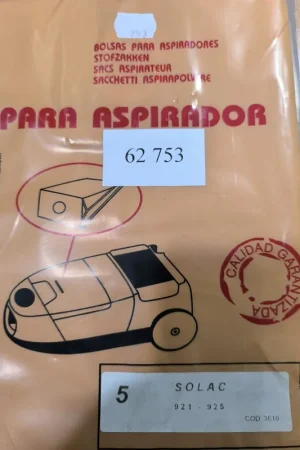 BOLSAS PARA ASPIRADORES
STOFZAKKEN
SACS ASPIRATEUR
SACCHETTI ASPIRAPOLVERE
PARA ASPIRADOR
62 753
CALIDAD GARANTIZADA
5
SOLAC
921 - 925
COD 3E10